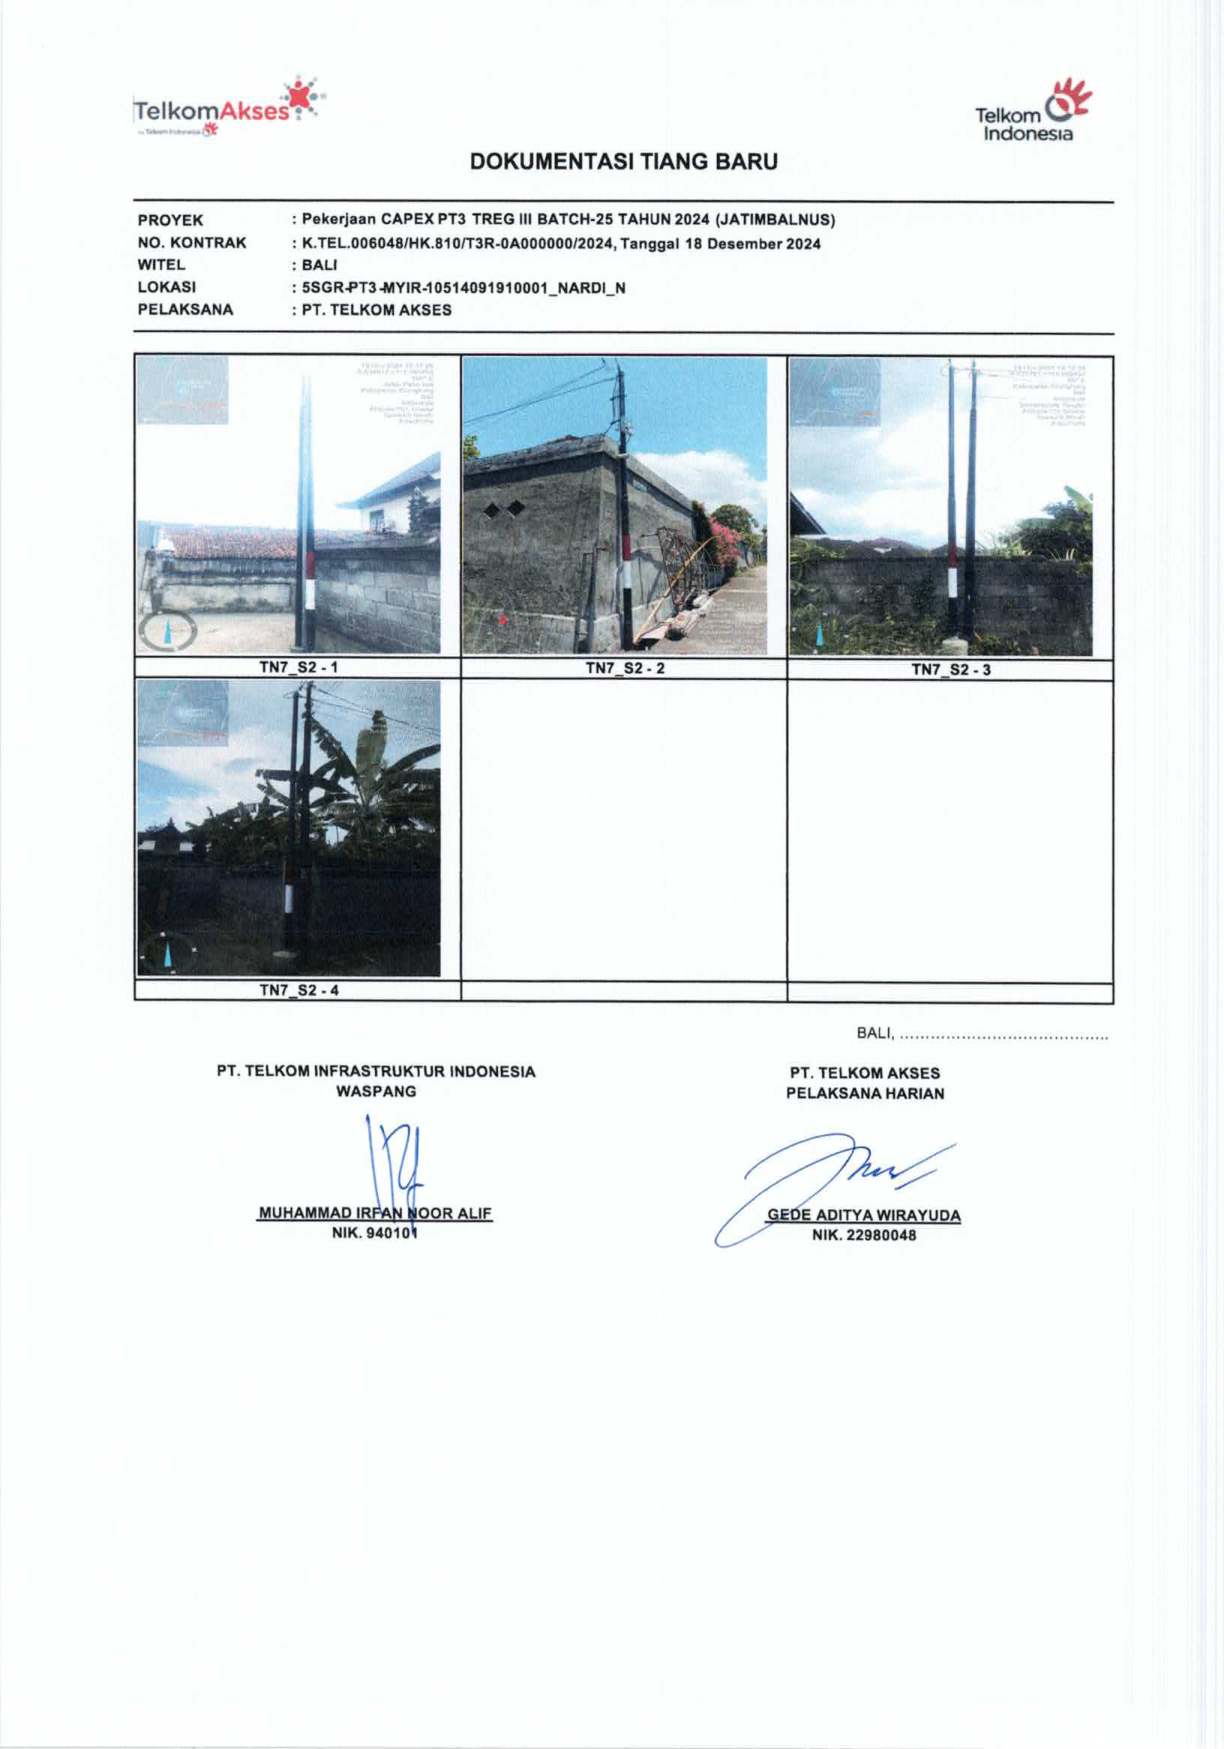 TelkomAkses
by Telkom Indonesia
Telkom
Indonesia
DOKUMENTASI TIANG BARU
PROYEK : Pekerjaan CAPEX PT3 TREG III BATCH-25 TAHUN 2024 (JATIMBALNUS)
NO. KONTRAK : K.TEL.006048/HK.810/T3R-0A000000/2024, Tanggal 18 Desember 2024
WITEL : BALI
LOKASI : 5SGR-PT3-MYIR-10514091910001_NARDI_N
PELAKSANA : PT. TELKOM AKSES
TN7_S2 - 1 TN7_S2 - 2 TN7_S2 - 3
TN7_S2 - 4
BALI, ..........................................
PT. TELKOM INFRASTRUKTUR INDONESIA
WASPANG
PT. TELKOM AKSES
PELAKSANA HARIAN
MUHAMMAD IRFAN NOOR ALIF
NIK. 940101
GEDE ADITYA WIRAYUDA
NIK. 22980048